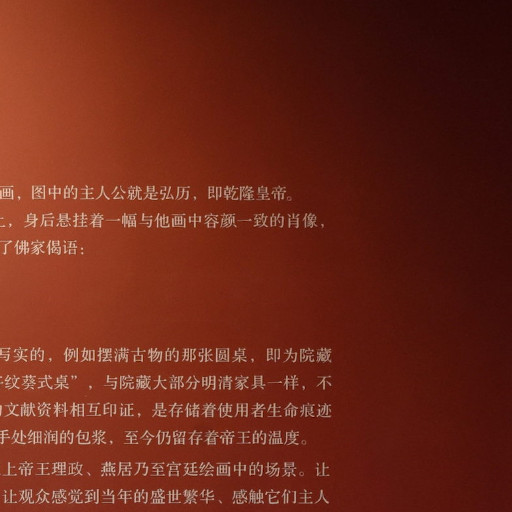 画，图中的主人公就是弘历，即乾隆皇帝。
上，身后悬挂着一幅与他画中容颜一致的肖像，
了佛家偈语：
写实的，例如摆满古物的那张圆桌，即为院藏
纹葵式桌”，与院藏大部分明清家具一样，不
文献资料相互印证，是存储着使用者生命痕迹
手处细润的包浆，至今仍留存着帝王的温度。
上帝王理政、燕居乃至宫廷绘画中的场景。让
让观众感觉到当年的盛世繁华、感触它们主人